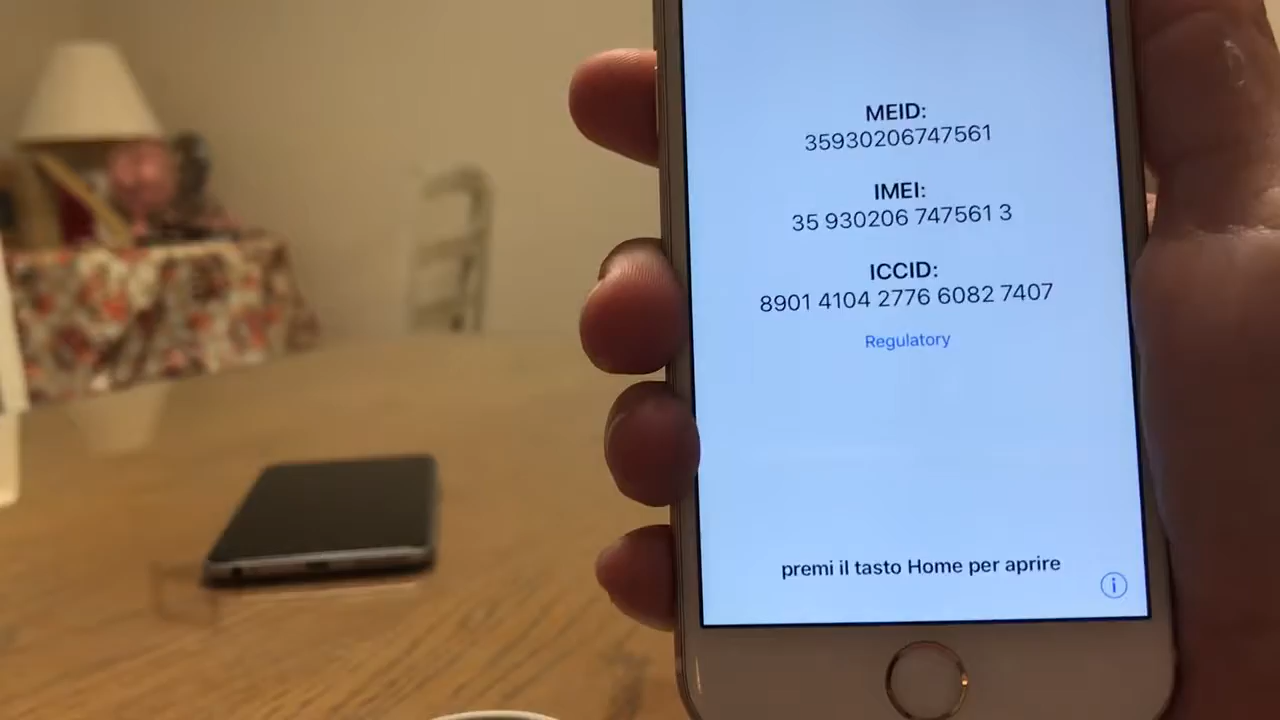 MEID:
35930206747561
IMEI:
35 930206 747561 3
ICCID:
8901 4104 2776 6082 7407
Regulatory
premi il tasto Home per aprire